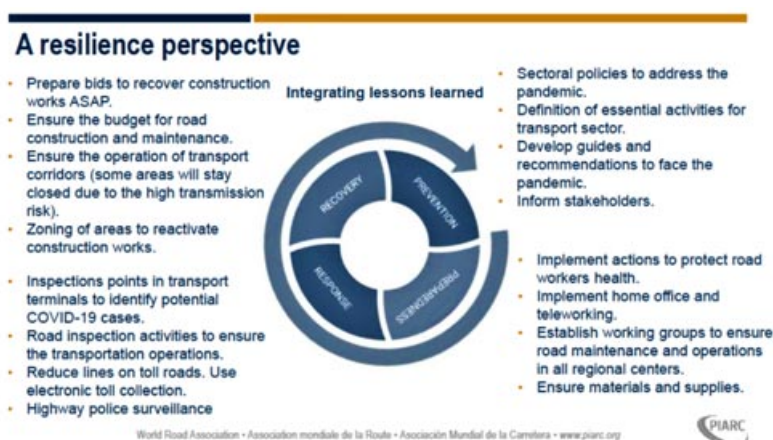 A resilience perspective
• Prepare bids to recover construction
works ASAP.
• Ensure the budget for road
construction and maintenance.
• Ensure the operation of transport
corridors (some areas will stay
closed due to the high transmission
risk).
• Zoning of areas to reactivate
construction works.
• Inspections points in transport
terminals to identify potential
COVID-19 cases.
• Road inspection activities to ensure
the transportation operations.
• Reduce lines on toll roads. Use
electronic toll collection.
• Highway police surveillance
Integrating lessons learned
RECOVERY
PREVENTION
RESPONSE
PREPAREDNESS
• Sectoral policies to address the
pandemic.
• Definition of essential activities for
transport sector.
• Develop guides and
recommendations to face the
pandemic.
• Inform stakeholders.
• Implement actions to protect road
workers health.
• Implement home office and
teleworking.
• Establish working groups to ensure
road maintenance and operations
in all regional centers.
• Ensure materials and supplies.
World Road Association • Association mondiale de la Route • Asociación Mundial de la Carretera • www.piarc.org
PIARC